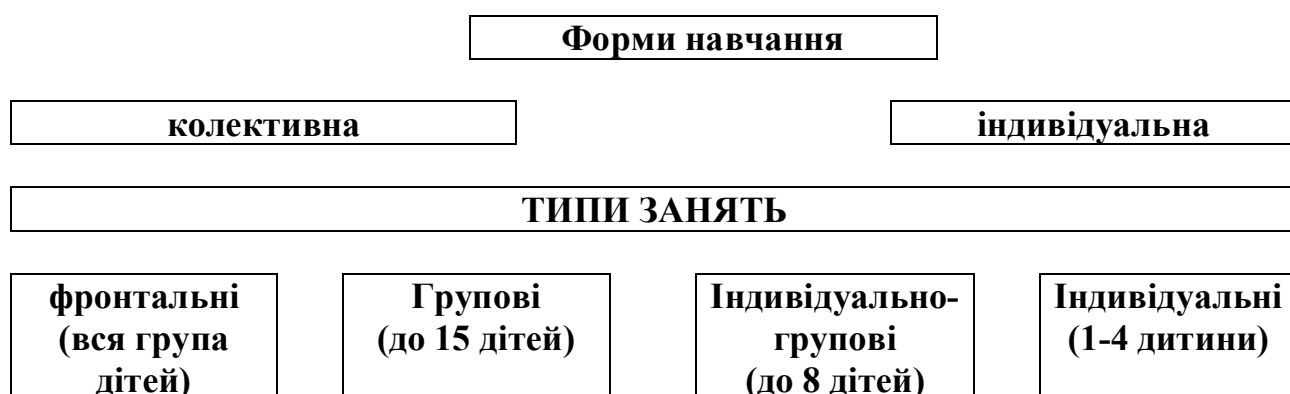 Форми навчання
колективна
індивідуальна
ТИПИ ЗАНЯТЬ
фронтальні
(вся група
дітей)
Групові
(до 15 дітей)
Індивідуально-
групові
(до 8 дітей)
Індивідуальні
(1-4 дитини)